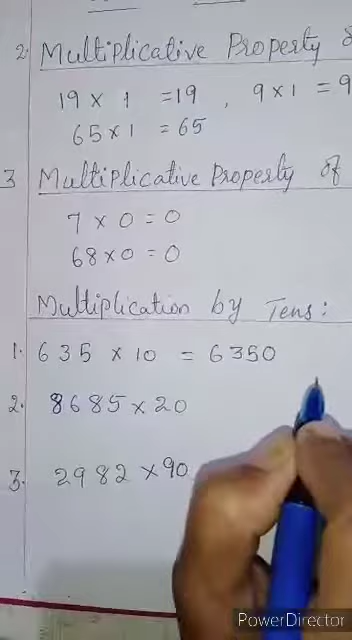 2. Multiplicative Property
19 × 1 = 19 , 9 × 1 = 9
65 × 1 = 65
3 Multiplicative Property of
7 × 0 = 0
68 × 0 = 0
Multiplication by Tens:
1. 635 × 10 = 6350
2. 8685 × 20
3. 2982 × 90
PowerDirector